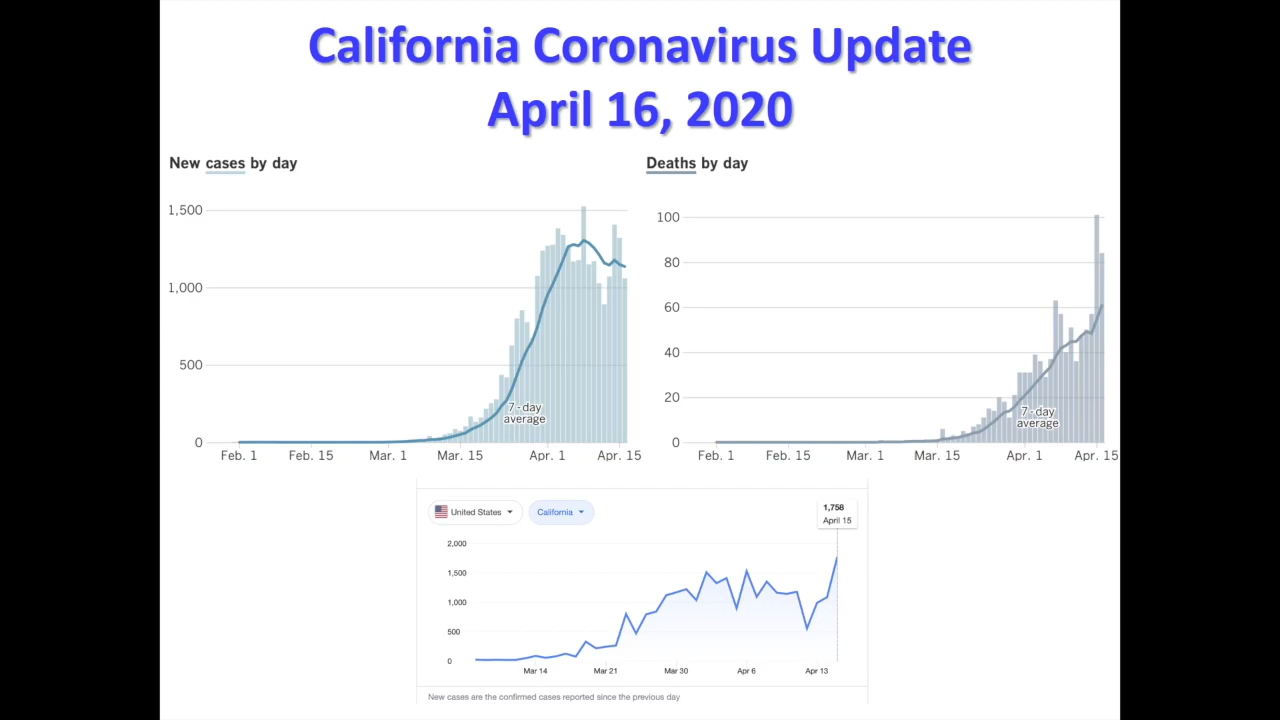 California Coronavirus Update
April 16, 2020
New cases by day
1,500
1,000
500
0
7-day
average
Feb. 1 Feb. 15 Mar. 1 Mar. 15 Apr. 1 Apr. 15
Deaths by day
100
80
60
40
20
0
7-day
average
Feb. 1 Feb. 15 Mar. 1 Mar. 15 Apr. 1 Apr. 15
United States California
1,758
April 15
2,000
1,500
1,000
500
0
Mar 14 Mar 21 Mar 30 Apr 6 Apr 13
New cases are the confirmed cases reported since the previous day